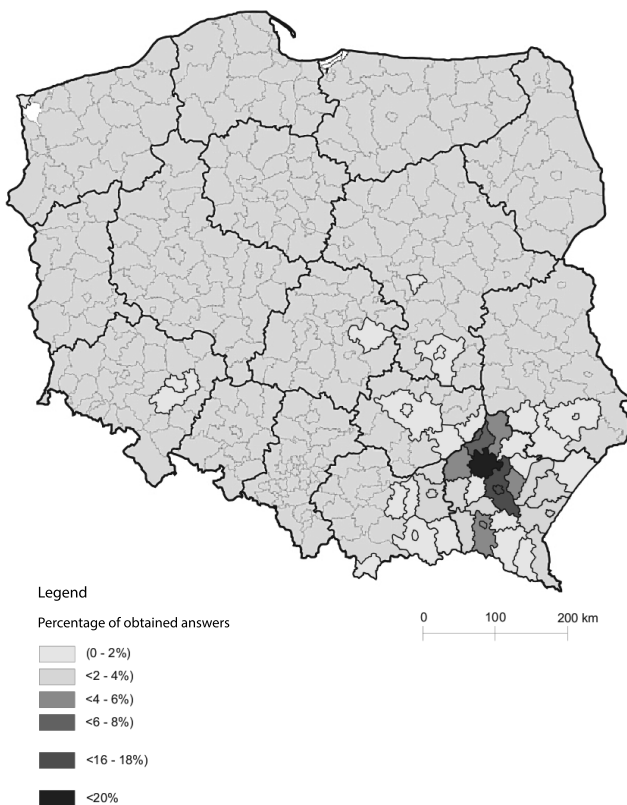 Legend
Percentage of obtained answers
0 100 200 km
(0 - 2%)
<2 - 4%)
<4 - 6%)
<6 - 8%)
<16 - 18%)
<20%